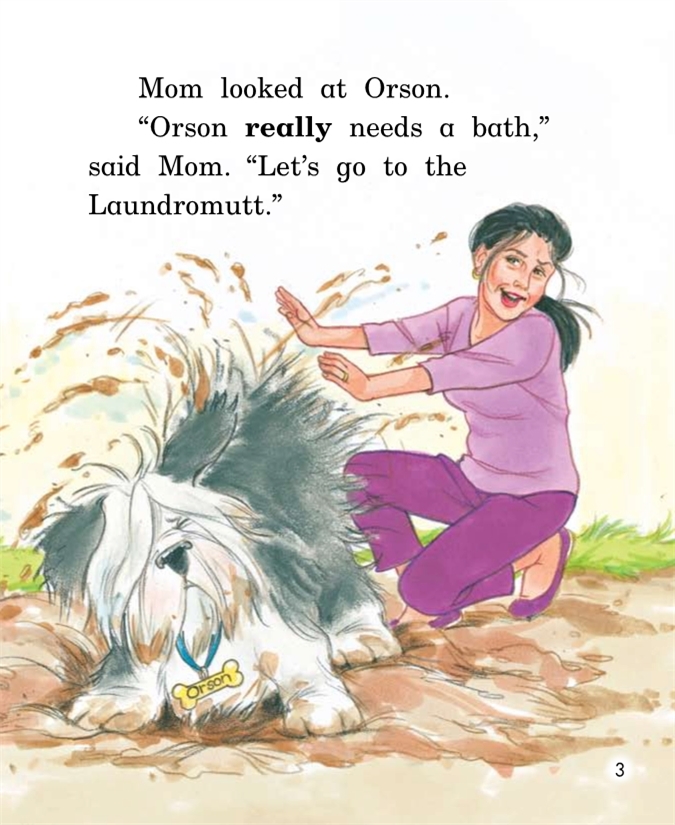 Mom looked at Orson.
“Orson really needs a bath,”
said Mom. “Let’s go to the
Laundromutt.”
Orson
3